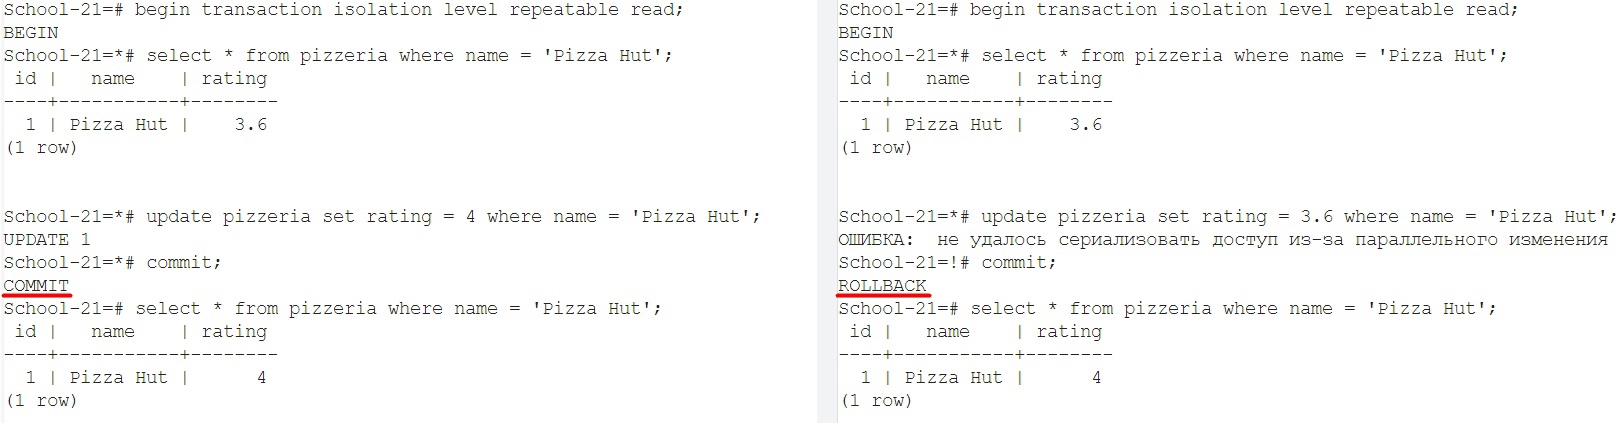 School-21=# begin transaction isolation level repeatable read;
BEGIN
School-21=*# select * from pizzeria where name = 'Pizza Hut';
 id |   name    | rating
----+-----------+--------
  1 | Pizza Hut |    3.6
(1 row)
School-21=*# update pizzeria set rating = 4 where name = 'Pizza Hut';
UPDATE 1
School-21=*# commit;
COMMIT
School-21=# select * from pizzeria where name = 'Pizza Hut';
 id |   name    | rating
----+-----------+--------
  1 | Pizza Hut |      4
(1 row)
School-21=# begin transaction isolation level repeatable read;
BEGIN
School-21=*# select * from pizzeria where name = 'Pizza Hut';
 id |   name    | rating
----+-----------+--------
  1 | Pizza Hut |    3.6
(1 row)
School-21=*# update pizzeria set rating = 3.6 where name = 'Pizza Hut';
ОШИБКА:  не удалось сериализовать доступ из-за параллельного изменения
School-21=!# commit;
ROLLBACK
School-21=# select * from pizzeria where name = 'Pizza Hut';
 id |   name    | rating
----+-----------+--------
  1 | Pizza Hut |      4
(1 row)